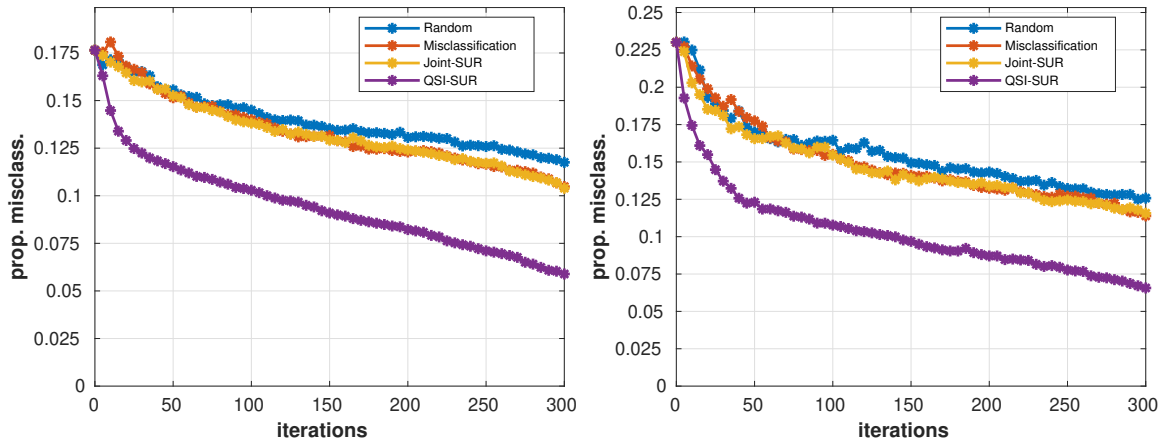 prop. misclass.
0.175
0.15
0.125
0.1
0.075
0.05
0.025
0
0 50 100 150 200 250 300
iterations
Random
Misclassification
Joint-SUR
QSI-SUR
prop. misclass.
0.25
0.225
0.2
0.175
0.15
0.125
0.1
0.075
0.05
0.025
0
0 50 100 150 200 250 300
iterations
Random
Misclassification
Joint-SUR
QSI-SUR